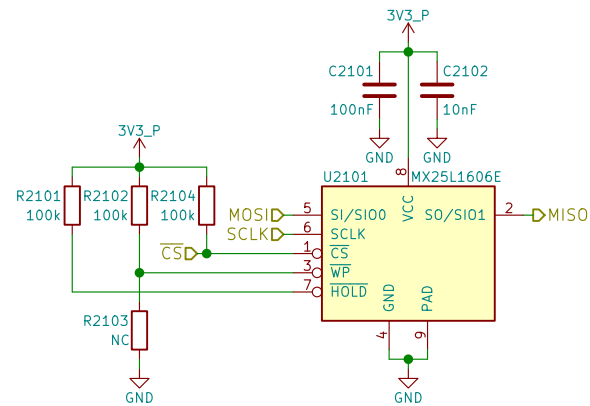 3V3_P
C2101
C2102
100nF
10nF
GND
GND
3V3_P
U2101
MX25L1606E
8
VCC
R2101
R2102
R2104
100k
100k
100k
MOSI
5
SI/SIO0
SO/SIO1
2
MISO
SCLK
6
SCLK
CS
1
CS
3
WP
7
HOLD
GND
PAD
R2103
NC
4
9
GND
GND